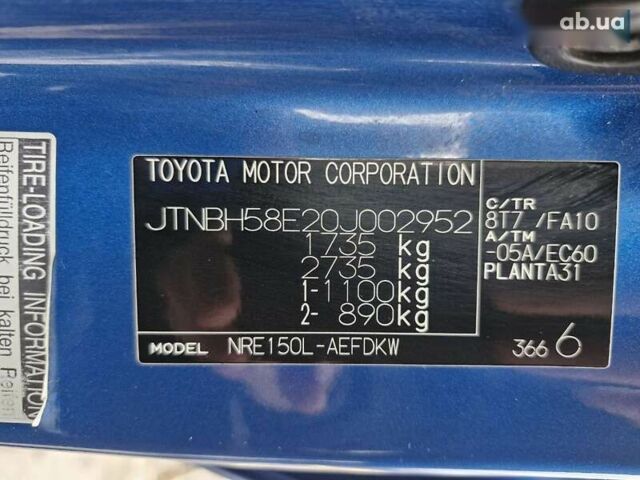 ab.ua
TIRE-LOADING INFORMATION
Reifenfülldruck bei kalten Reifen
TOYOTA MOTOR CORPORATION
JTNBH58E20J002952
1735 kg
2735 kg
1-1100kg
2- 890kg
MODEL NRE150L-AEFDKW
C/TR
8T7 /FA10
A/TM
-05A/EC60
PLANTA31
366 6